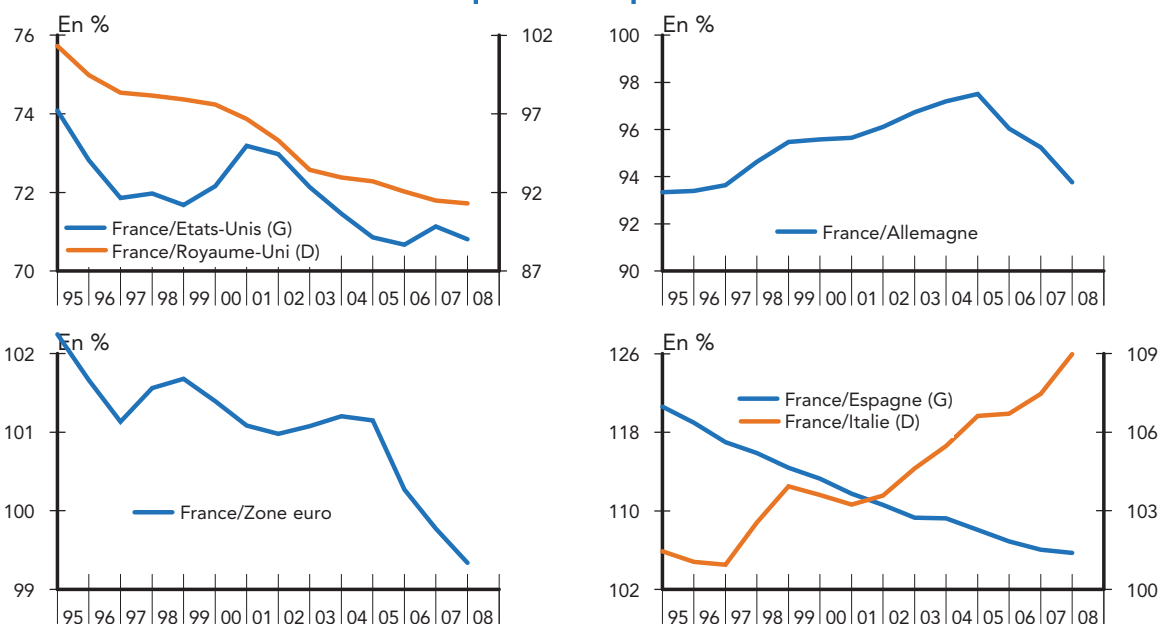 En %
76
74
72
70
102
97
92
87
France/Etats-Unis (G)
France/Royaume-Uni (D)
95 96 97 98 99 00 01 02 03 04 05 06 07 08
En %
100
98
96
94
92
90
France/Allemagne
95 96 97 98 99 00 01 02 03 04 05 06 07 08
En %
102
101
100
99
France/Zone euro
95 96 97 98 99 00 01 02 03 04 05 06 07 08
En %
126
118
110
102
109
106
103
100
France/Espagne (G)
France/Italie (D)
95 96 97 98 99 00 01 02 03 04 05 06 07 08